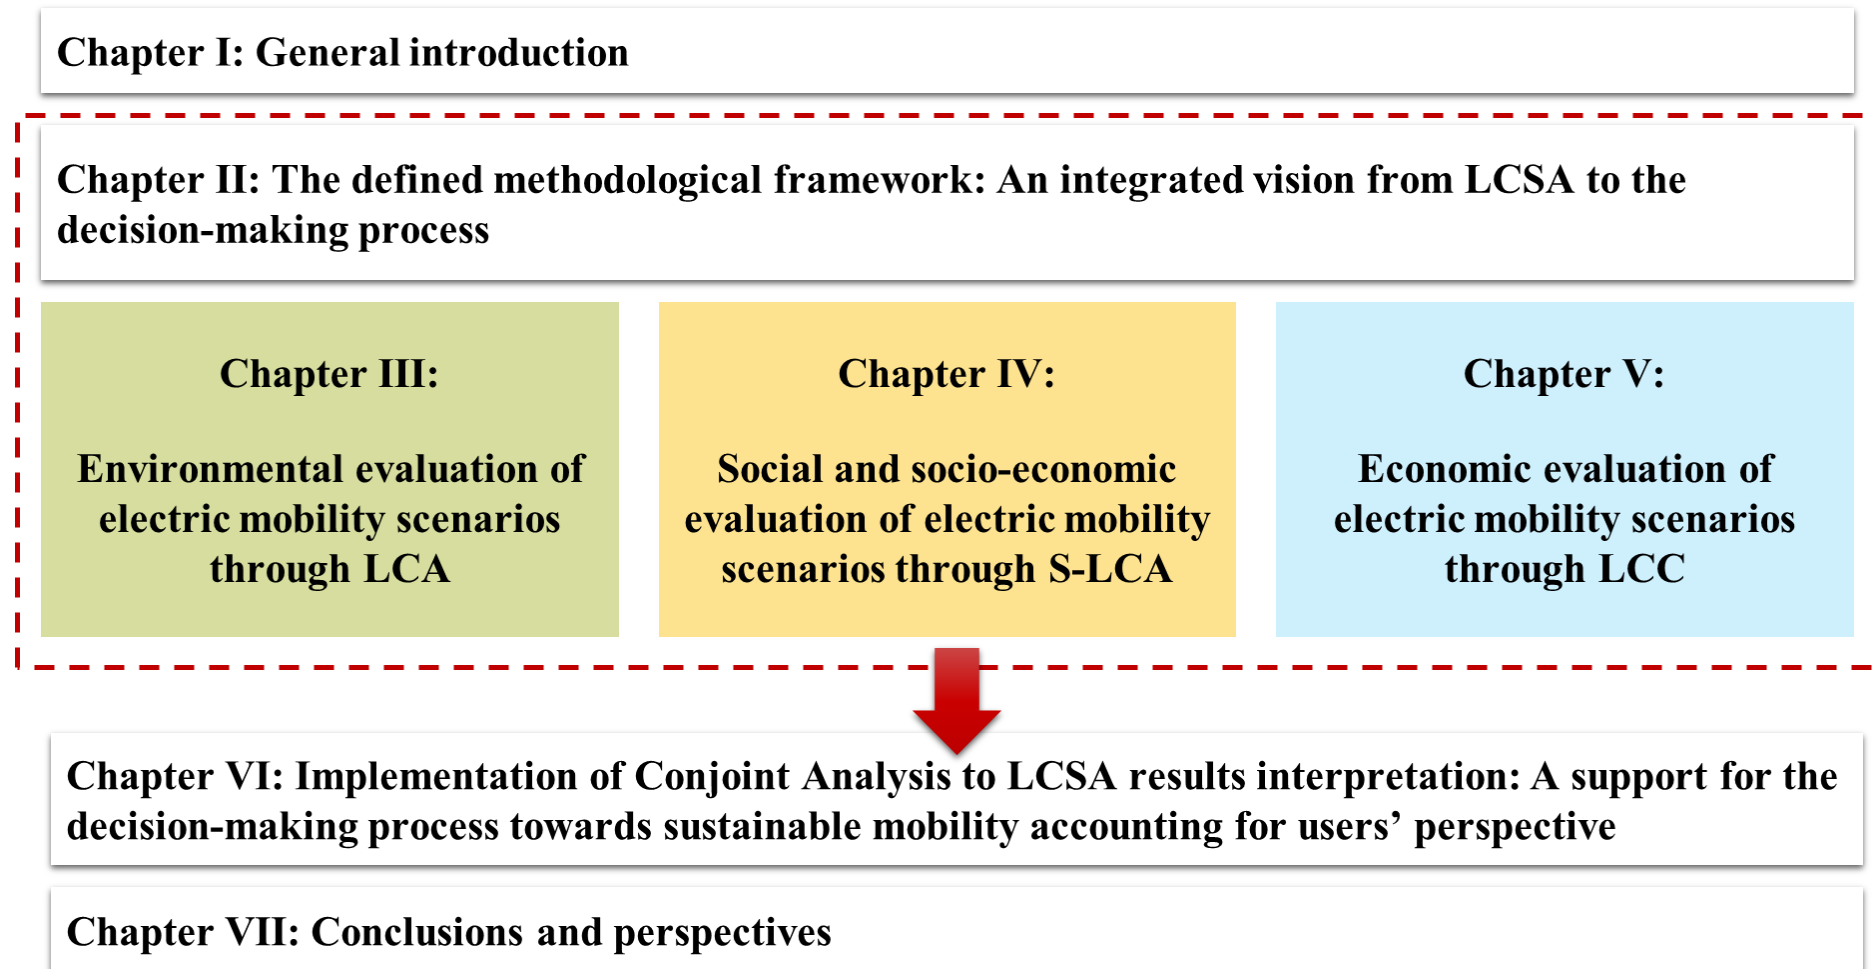 Chapter I: General introduction
Chapter II: The defined methodological framework: An integrated vision from LCSA to the
decision-making process
Chapter III:
Environmental evaluation of
electric mobility scenarios
through LCA
Chapter IV:
Social and socio-economic
evaluation of electric mobility
scenarios through S-LCA
Chapter V:
Economic evaluation of
electric mobility scenarios
through LCC
Chapter VI: Implementation of Conjoint Analysis to LCSA results interpretation: A support for the
decision-making process towards sustainable mobility accounting for users’ perspective
Chapter VII: Conclusions and perspectives